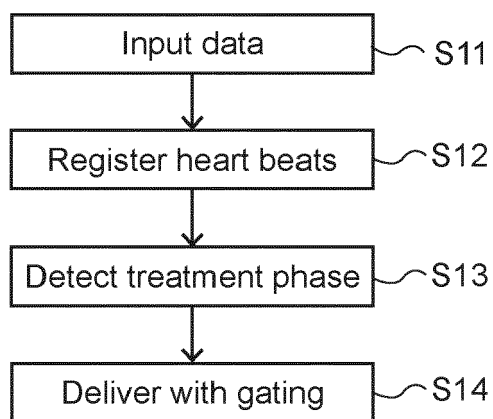 Input data S11
Register heart beats S12
Detect treatment phase S13
Deliver with gating S14